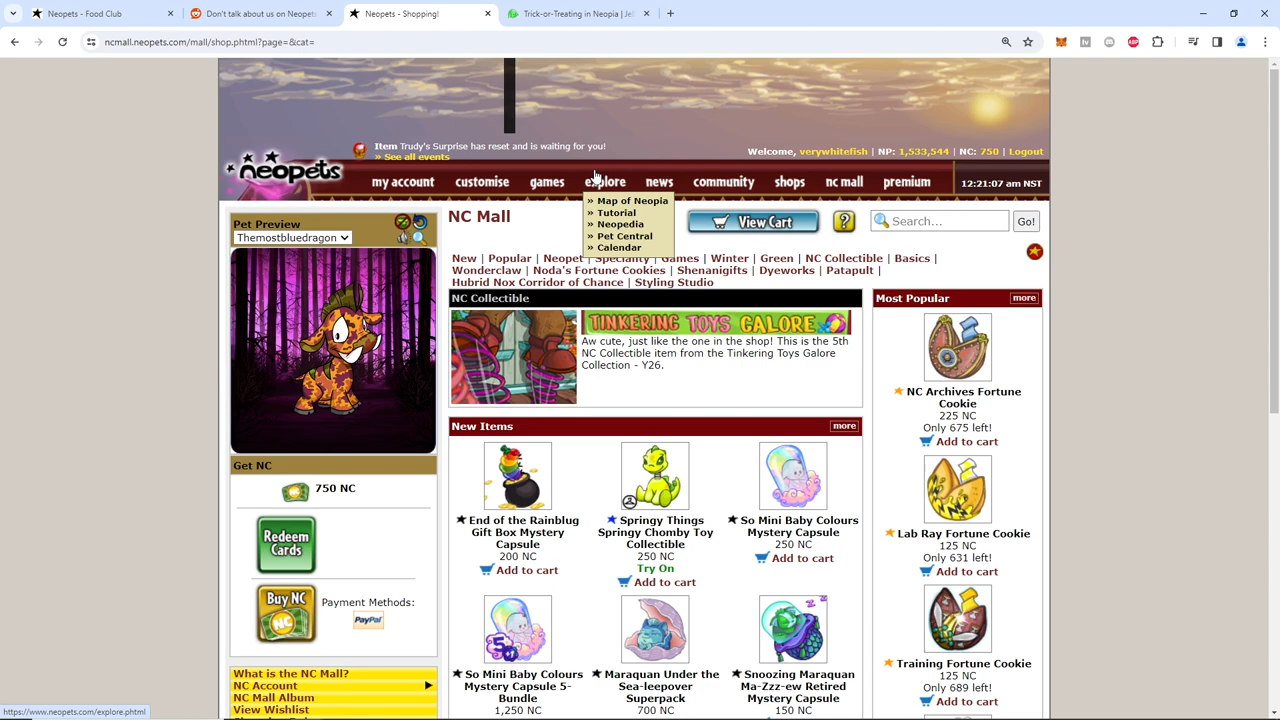 Neopets - Food Club
Don't talk about us on Neopets
Neopets - Shopping!
Trick-or-Treating in Neopia | Jel
ncmall.neopets.com/mall/shop.phtml?page=&cat=
Item Trudy's Surprise has reset and is waiting for you!
» See all events
Welcome, verywhitefish | NP: 1,533,544 | NC: 750 | Logout
neopets
my account customise games explore news community shops nc mall premium 12:21:07 am NST
» Map of Neopia
» Tutorial
» Neopedia
» Pet Central
» Calendar
Pet Preview
Themostbluedragon
NC Mall
View Cart
?
Search...
Go!
New | Popular | Neopet | Specialty | Games | Winter | Green | NC Collectible | Basics |
Wonderclaw | Noda's Fortune Cookies | Shenanigifts | Dyeworks | Patapult |
Hubrid Nox Corridor of Chance | Styling Studio
NC Collectible
TINKERING TOYS GALORE
Aw cute, just like the one in the shop! This is the 5th
NC Collectible item from the Tinkering Toys Galore
Collection - Y26.
New Items
more
End of the Rainblug
Gift Box Mystery
Capsule
200 NC
Add to cart
Springy Things
Springy Chomby Toy
Collectible
250 NC
Try On
Add to cart
So Mini Baby Colours
Mystery Capsule
250 NC
Add to cart
5
So Mini Baby Colours
Mystery Capsule 5-
Bundle
1,250 NC
Maraquan Under the
Sea-leepover
Superpack
700 NC
Snoozing Maraquan
Ma-Zzz-ew Retired
Mystery Capsule
150 NC
Most Popular
more
NC Archives Fortune
Cookie
225 NC
Only 675 left!
Add to cart
Lab Ray Fortune Cookie
125 NC
Only 631 left!
Add to cart
Training Fortune Cookie
125 NC
Only 689 left!
Add to cart
Get NC
750 NC
Redeem
Cards
Buy NC
NC
Payment Methods:
PayPal
What is the NC Mall?
NC Account
NC Mall Album
View Wishlist
https://www.neopets.com/explore.phtml